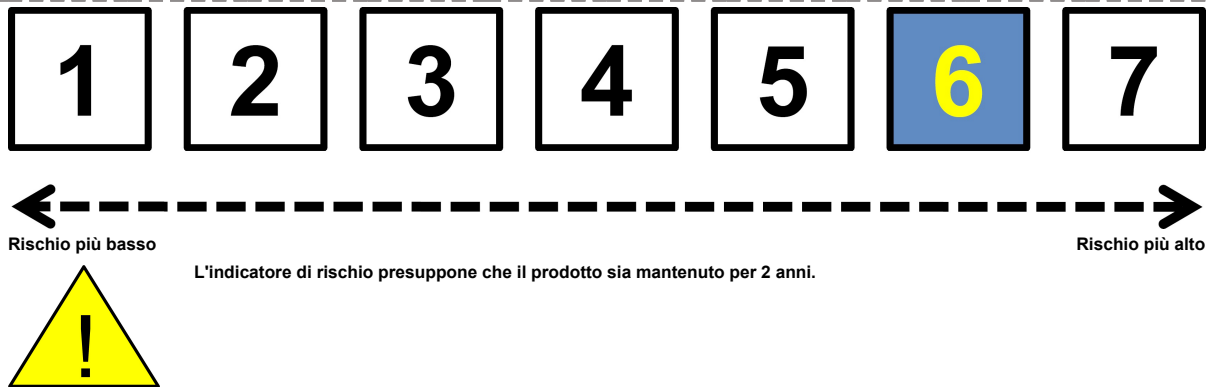 1 2 3 4 5 6 7
Rischio più basso Rischio più alto
L'indicatore di rischio presuppone che il prodotto sia mantenuto per 2 anni.
!